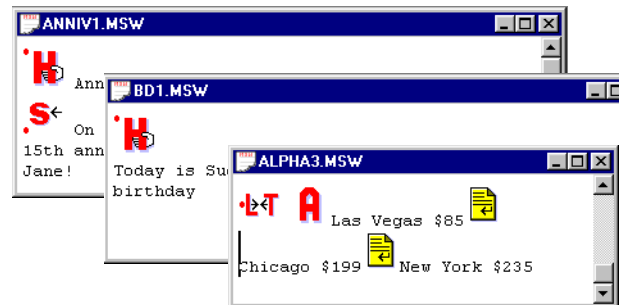 ANNIV1.MSW
H Ann
S On
15th ann
Jane!
BD1.MSW
H
Today is
birthday
ALPHA3.MSW
LT A Las Vegas $85
Chicago $199 New York $235